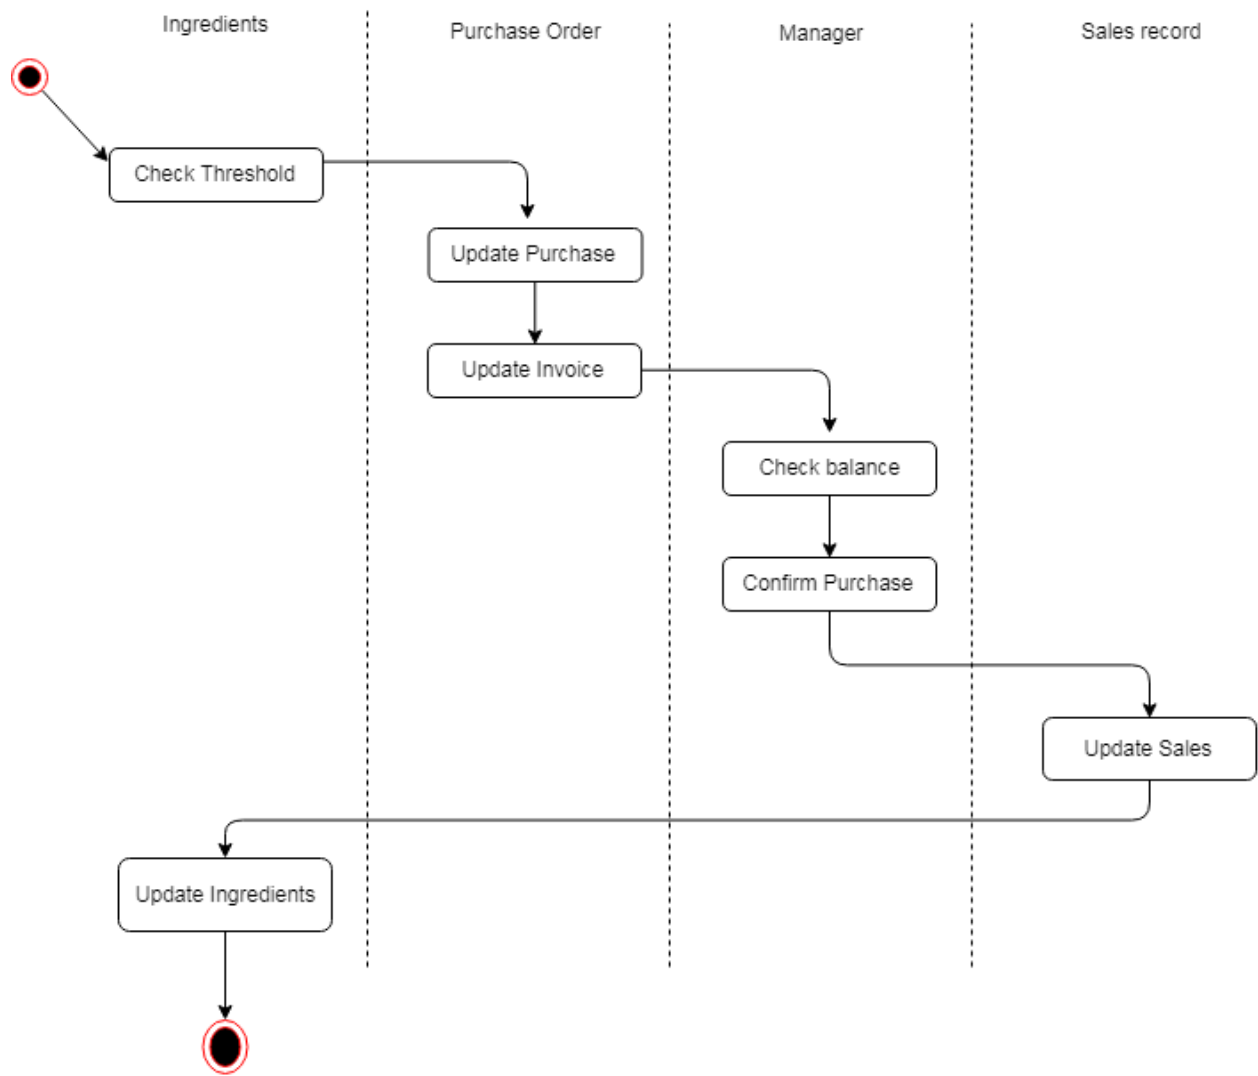 Ingredients
Purchase Order
Manager
Sales record
Check Threshold
Update Purchase
Update Invoice
Check balance
Confirm Purchase
Update Sales
Update Ingredients